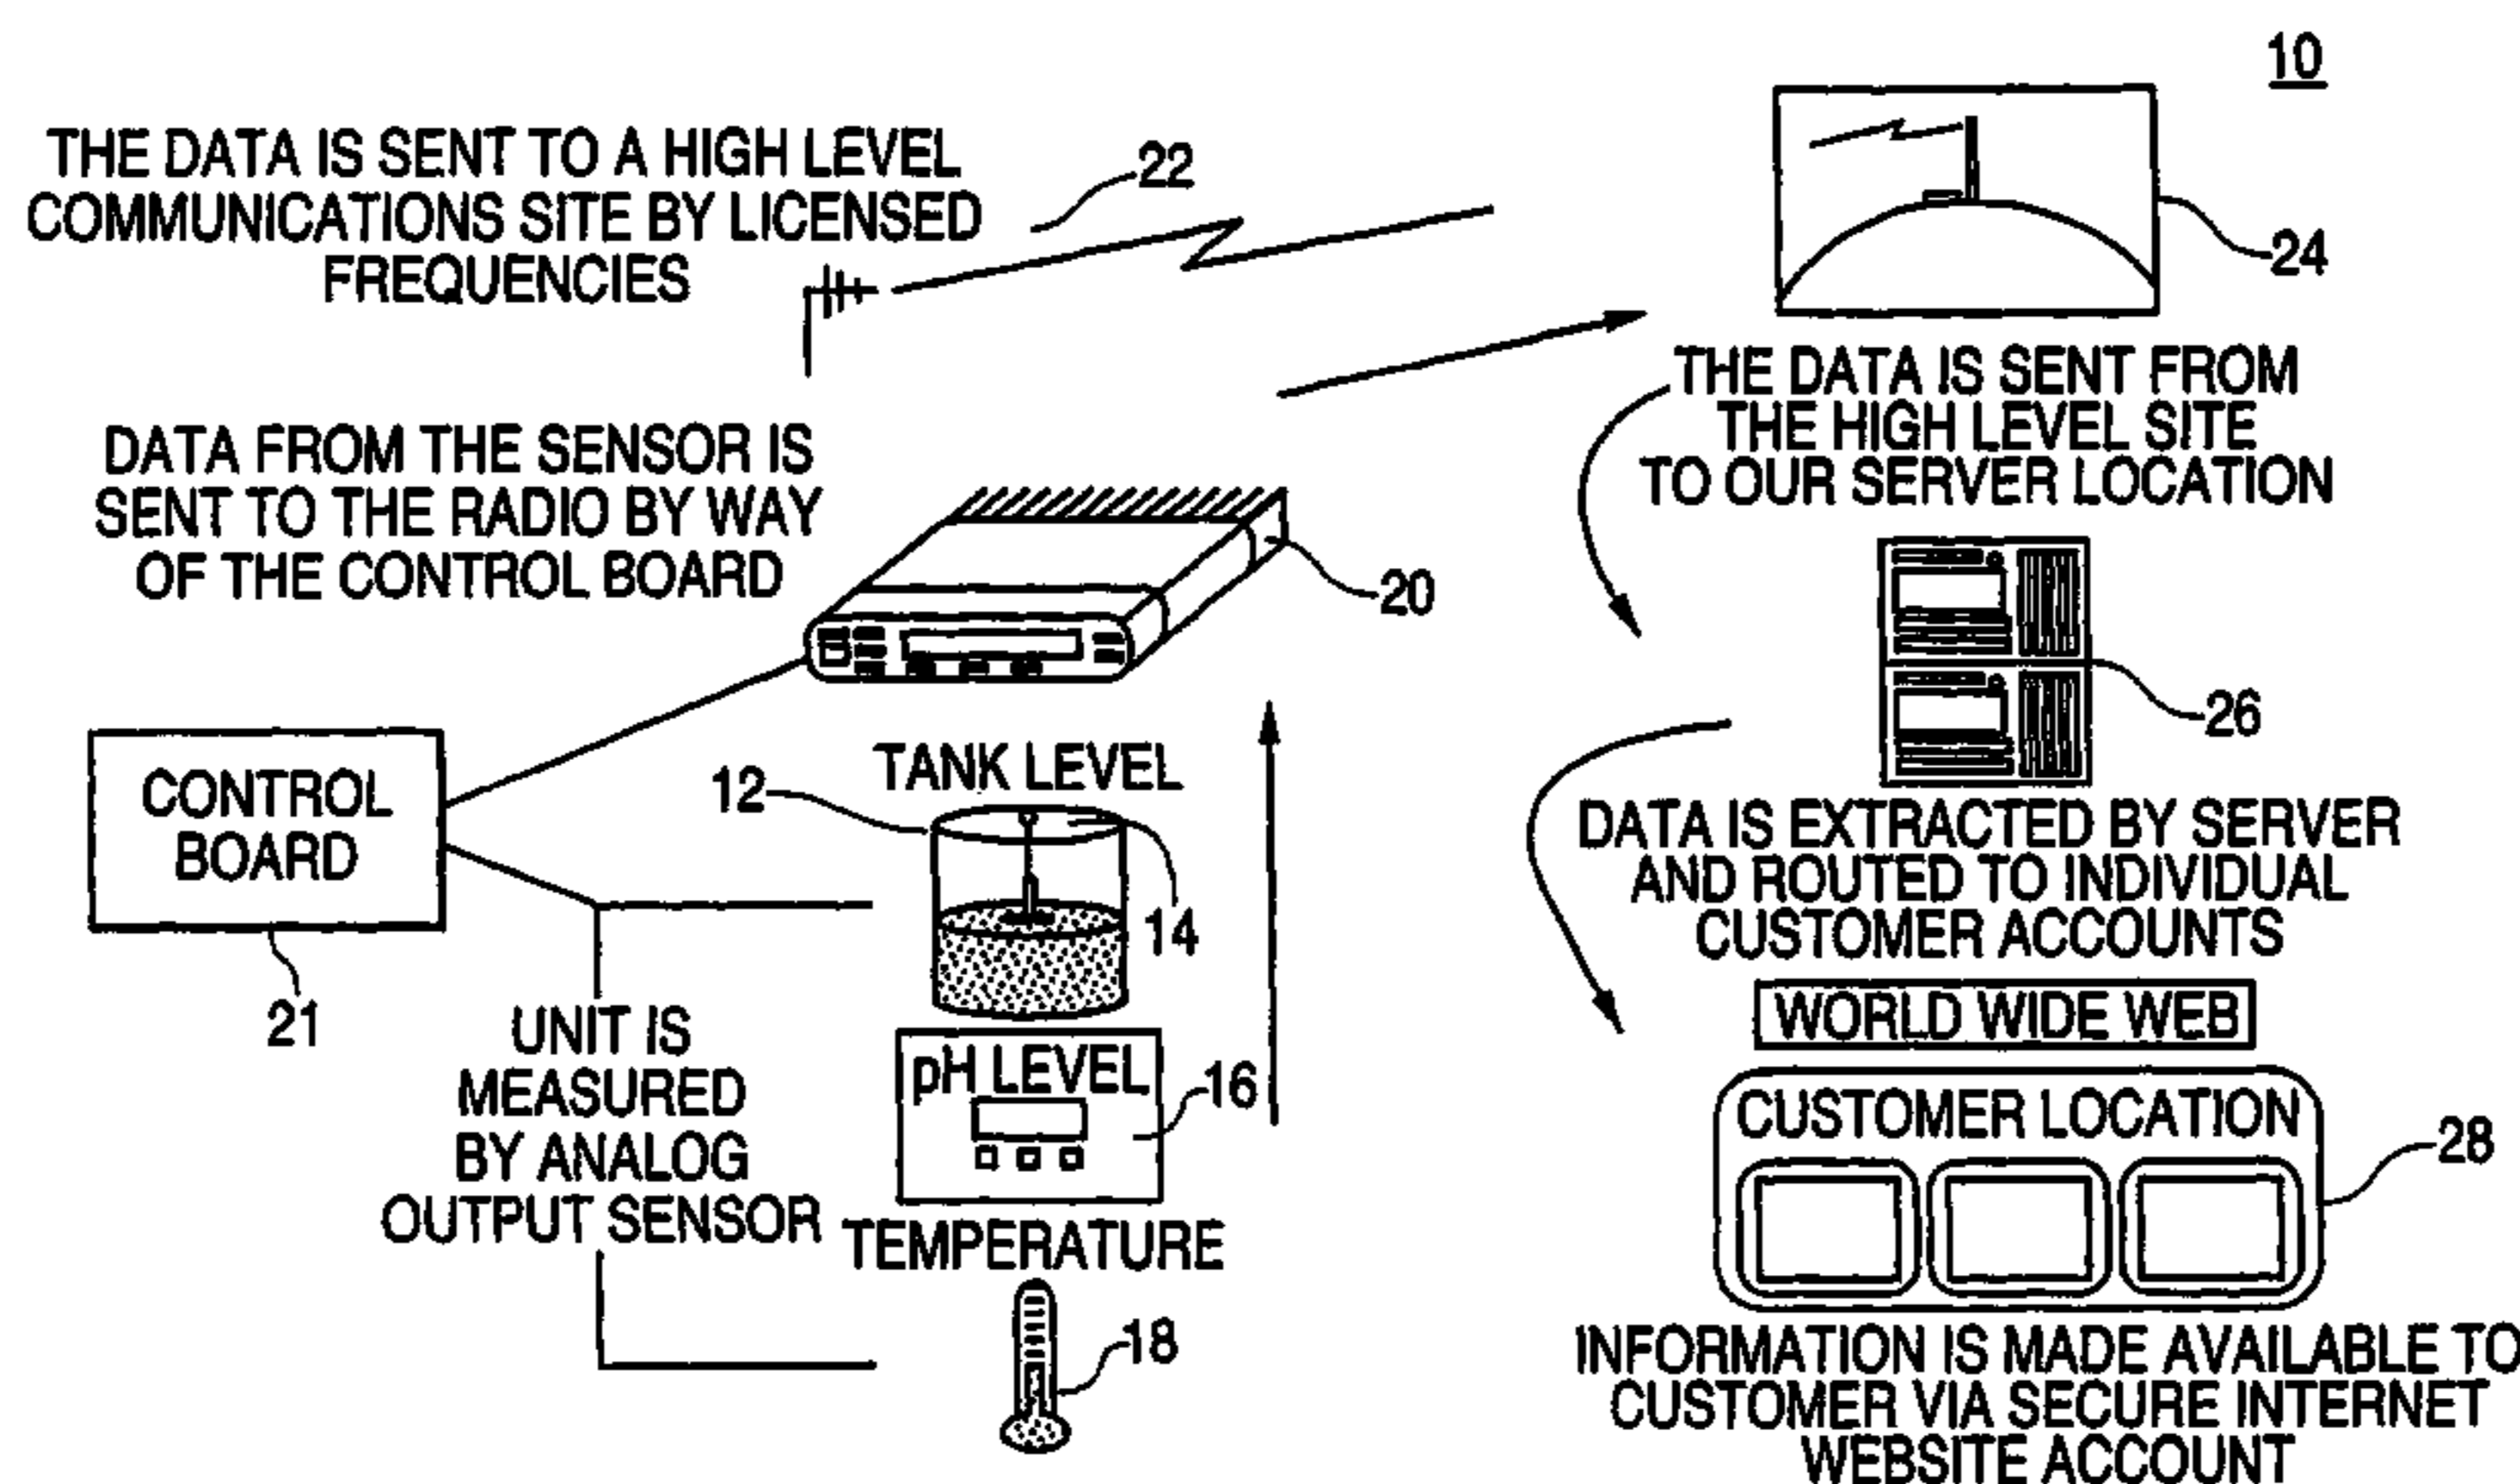 10
THE DATA IS SENT TO A HIGH LEVEL
COMMUNICATIONS SITE BY LICENSED
FREQUENCIES
22
24
DATA FROM THE SENSOR IS
SENT TO THE RADIO BY WAY
OF THE CONTROL BOARD
20
CONTROL
BOARD
21
TANK LEVEL
12
14
UNIT IS
MEASURED
BY ANALOG
OUTPUT SENSOR
pH LEVEL
16
TEMPERATURE
18
THE DATA IS SENT FROM
THE HIGH LEVEL SITE
TO OUR SERVER LOCATION
26
DATA IS EXTRACTED BY SERVER
AND ROUTED TO INDIVIDUAL
CUSTOMER ACCOUNTS
WORLD WIDE WEB
CUSTOMER LOCATION
28
INFORMATION IS MADE AVAILABLE TO
CUSTOMER VIA SECURE INTERNET
WEBSITE ACCOUNT